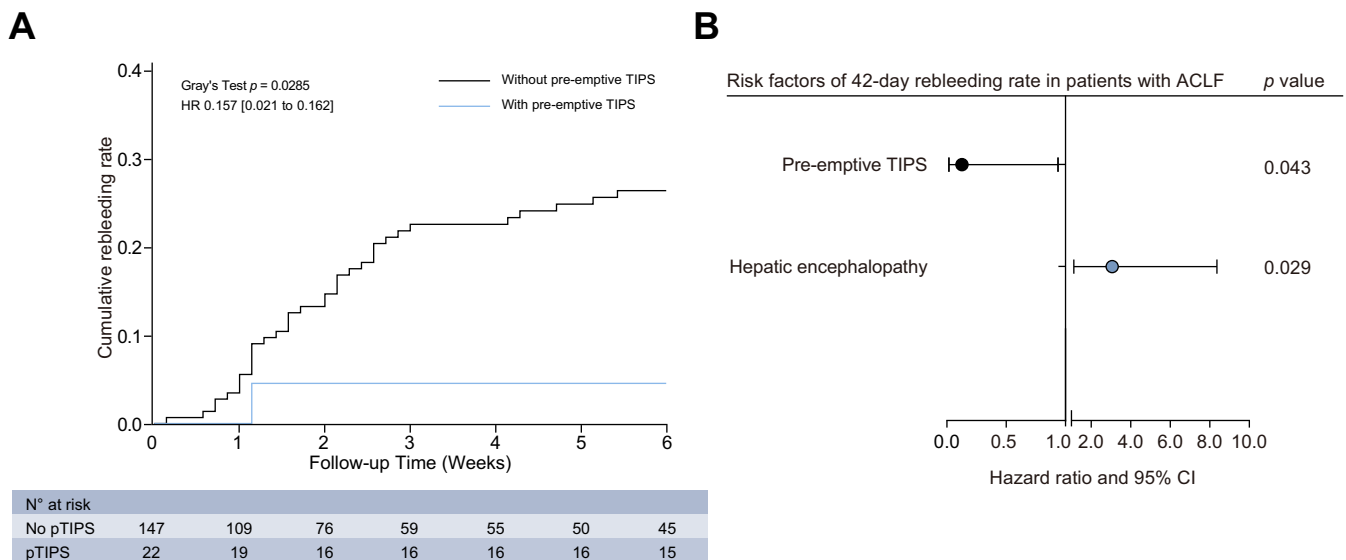 A
0.4
0.3
0.2
0.1
0.0
Cumulative rebleeding rate
Gray's Test p = 0.0285
HR 0.157 [0.021 to 0.162]
Without pre-emptive TIPS
With pre-emptive TIPS
0 1 2 3 4 5 6
Follow-up Time (Weeks)
N° at risk
No pTIPS 147 109 76 59 55 50 45
pTIPS 22 19 16 16 16 16 15
B
Risk factors of 42-day rebleeding rate in patients with ACLF p value
Pre-emptive TIPS 0.043
Hepatic encephalopathy 0.029
0.0 0.5 1.0 2.0 4.0 6.0 8.0 10.0
Hazard ratio and 95% CI